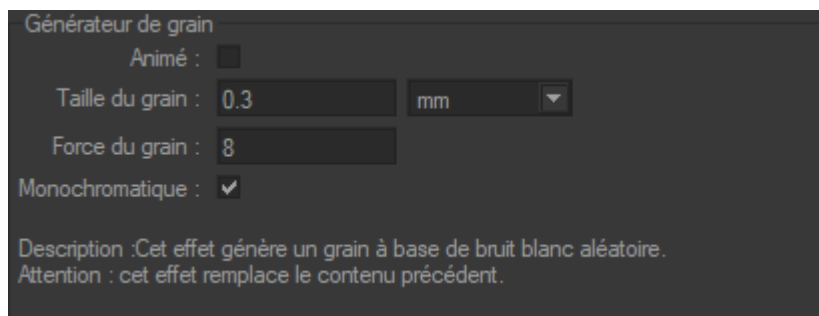 Générateur de grain
Animé :
Taille du grain : 0.3 mm
Force du grain : 8
Monochromatique :
Description :Cet effet génère un grain à base de bruit blanc aléatoire.
Attention : cet effet remplace le contenu précédent.